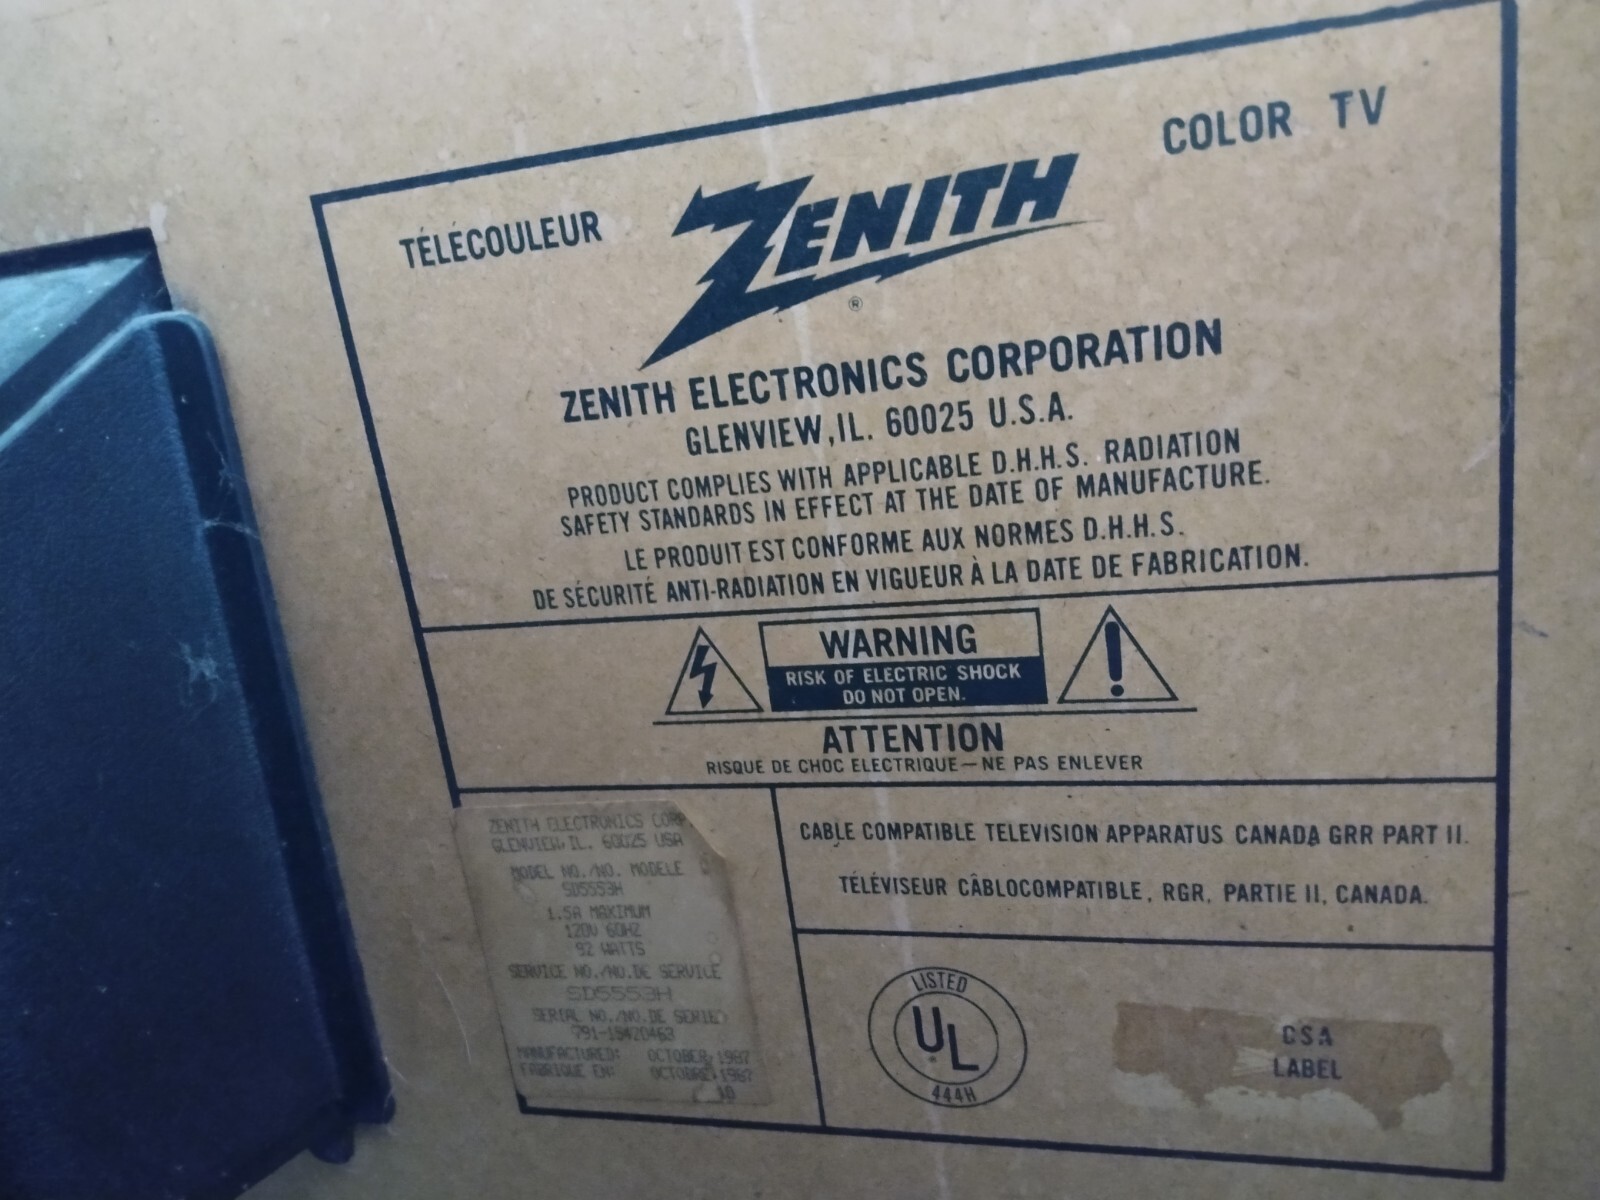 TÉLÉCOULEUR
ZENITH
®
COLOR TV
ZENITH ELECTRONICS CORPORATION
GLENVIEW, IL. 60025 U.S.A.
PRODUCT COMPLIES WITH APPLICABLE D.H.H.S. RADIATION
SAFETY STANDARDS IN EFFECT AT THE DATE OF MANUFACTURE.
LE PRODUIT EST CONFORME AUX NORMES D.H.H.S.
DE SÉCURITÉ ANTI-RADIATION EN VIGUEUR À LA DATE DE FABRICATION.
WARNING
RISK OF ELECTRIC SHOCK
DO NOT OPEN.
ATTENTION
RISQUE DE CHOC ELECTRIQUE — NE PAS ENLEVER
ZENITH ELECTRONICS CORP
GLENVIEW, IL. 60025 USA
MODEL NO./NO. MODELE
SD5553H
1.5A MAXIMUM
120V 60HZ
92 WATTS
SERVICE NO./NO.DE SERVICE
SD5553H
SERIAL NO./NO.DE SERIE
MANUFACTURED: OCTOBER, 1987
FABRIQUE EN: OCTOBRE, 1987
CABLE COMPATIBLE TELEVISION APPARATUS CANADA GRR PART II.
TÉLÉVISEUR CÂBLOCOMPATIBLE, RGR, PARTIE II, CANADA.
LISTED
UL
444H
CSA
LABEL